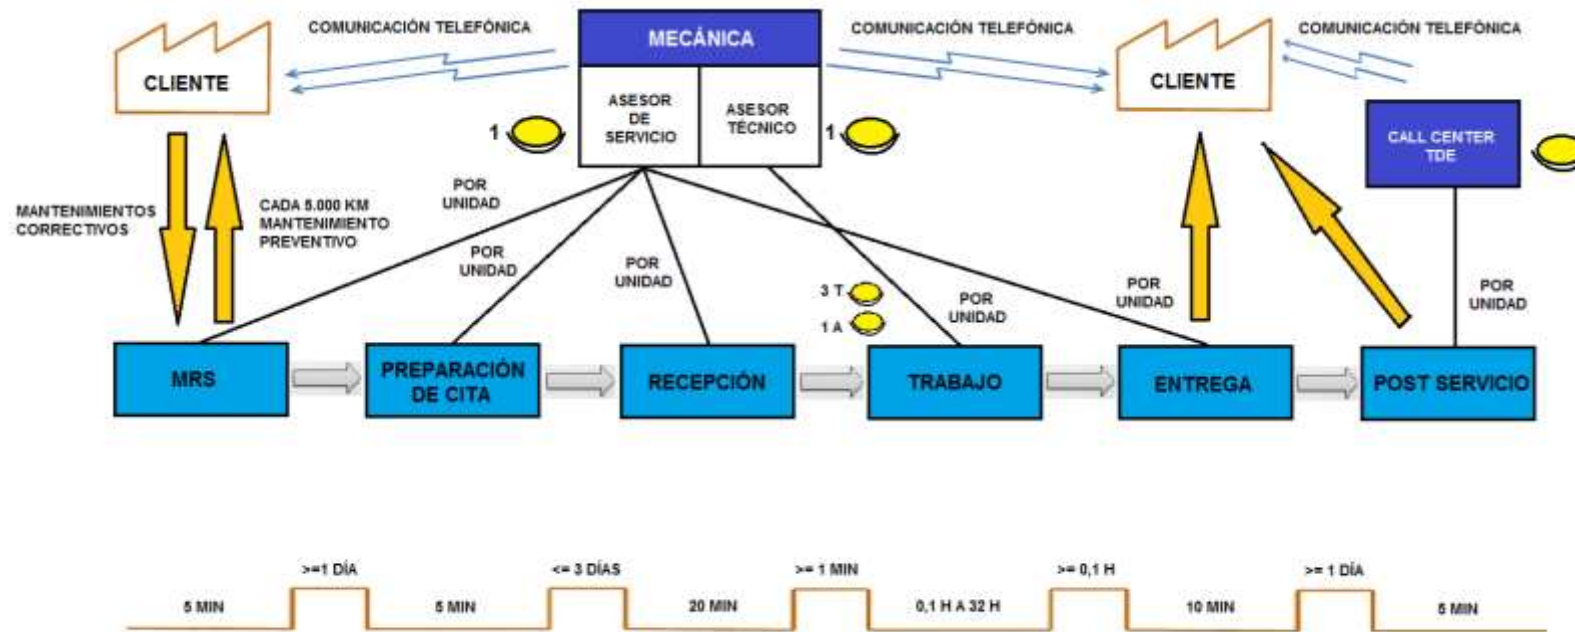 COMUNICACIÓN TELEFÓNICA
MECÁNICA
COMUNICACIÓN TELEFÓNICA
COMUNICACIÓN TELEFÓNICA
CLIENTE
CLIENTE
ASESOR
DE
SERVICIO
ASESOR
TÉCNICO
1
1
CALL CENTER
TDE
MANTENIMIENTOS
CORRECTIVOS
CADA 5.000 KM
MANTENIMIENTO
PREVENTIVO
POR
UNIDAD
POR
UNIDAD
POR
UNIDAD
3 T
1 A
POR
UNIDAD
POR
UNIDAD
POR
UNIDAD
MRS
PREPARACIÓN
DE CITA
RECEPCIÓN
TRABAJO
ENTREGA
POST SERVICIO
>=1 DÍA
<= 3 DÍAS
>= 1 MIN
>= 0,1 H
>= 1 DÍA
5 MIN
5 MIN
20 MIN
0,1 H A 32 H
10 MIN
5 MIN